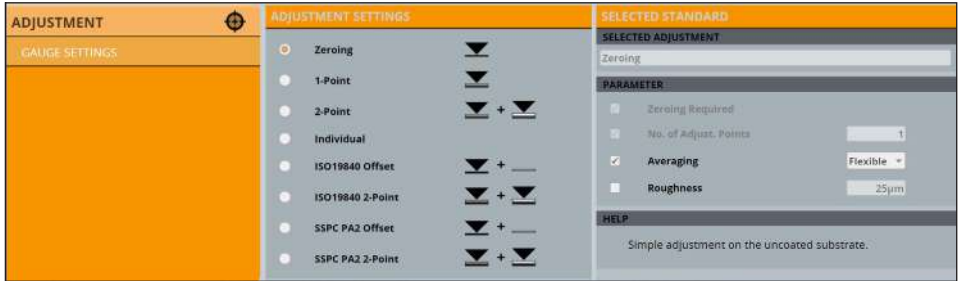 ADJUSTMENT
GAUGE SETTINGS
ADJUSTMENT SETTINGS
Zeroing
1-Point
2-Point +
Individual
ISO19840 Offset +
ISO19840 2-Point +
SSPC PA2 Offset +
SSPC PA2 2-Point +
SELECTED STANDARD
SELECTED ADJUSTMENT
Zeroing
PARAMETER
Zeroing Required
No. of Adjust. Points 1
Averaging Flexible
Roughness 25µm
HELP
Simple adjustment on the uncoated substrate.